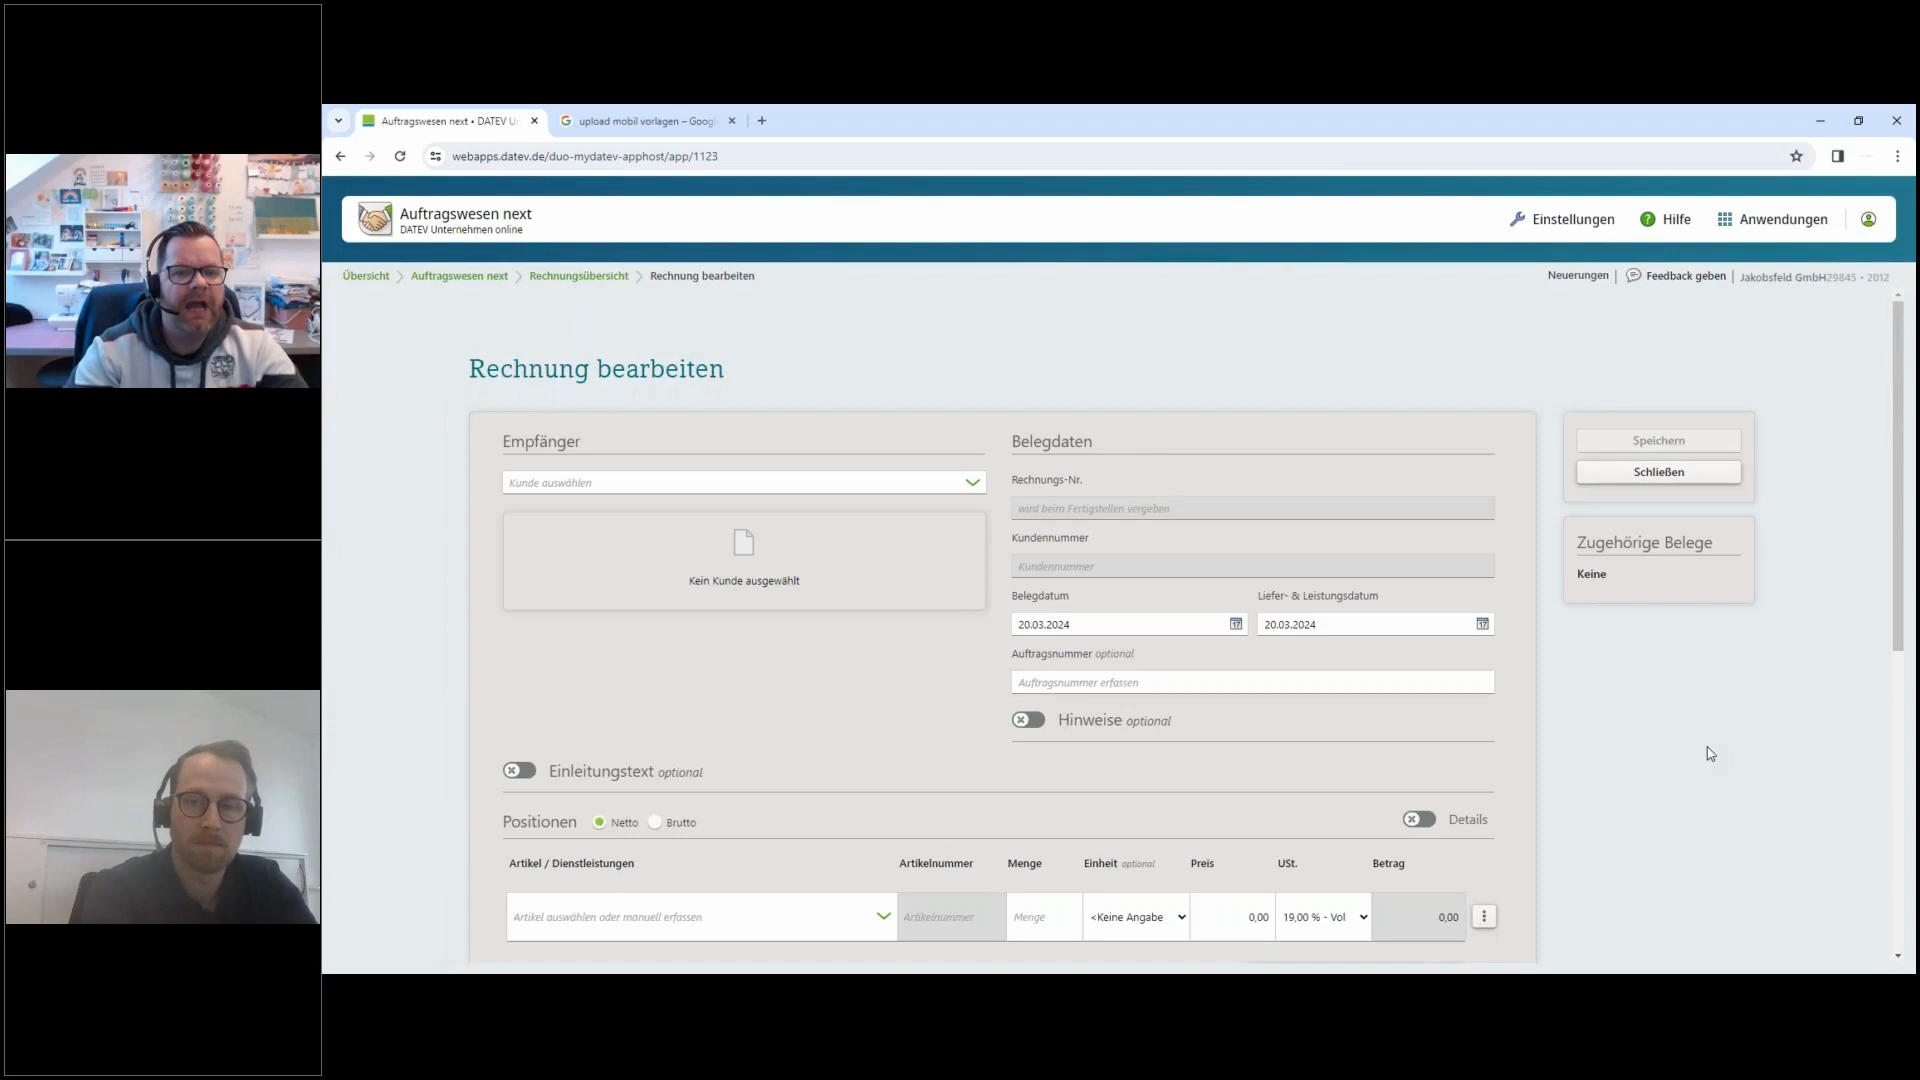 Auftragswesen next • DATEV U
upload mobil vorlagen – Googl
webapps.datev.de/duo-mydatev-apphost/app/1123
Auftragswesen next
DATEV Unternehmen online
Einstellungen
Hilfe
Anwendungen
Übersicht
Auftragswesen next
Rechnungsübersicht
Rechnung bearbeiten
Neuerungen
Feedback geben
Jakobsfeld GmbH29845 • 2012
Rechnung bearbeiten
Empfänger
Kunde auswählen
Kein Kunde ausgewählt
Belegdaten
Rechnungs-Nr.
wird beim Fertigstellen vergeben
Kundennummer
Kundennummer
Belegdatum
Liefer- & Leistungsdatum
20.03.2024
20.03.2024
Auftragsnummer optional
Auftragsnummer erfassen
Hinweise optional
Speichern
Schließen
Zugehörige Belege
Keine
Einleitungstext optional
Positionen
Netto
Brutto
Details
Artikel / Dienstleistungen
Artikelnummer
Menge
Einheit optional
Preis
USt.
Betrag
Artikel auswählen oder manuell erfassen
Artikelnummer
Menge
<Keine Angabe
0,00
19,00 % - Vol
0,00